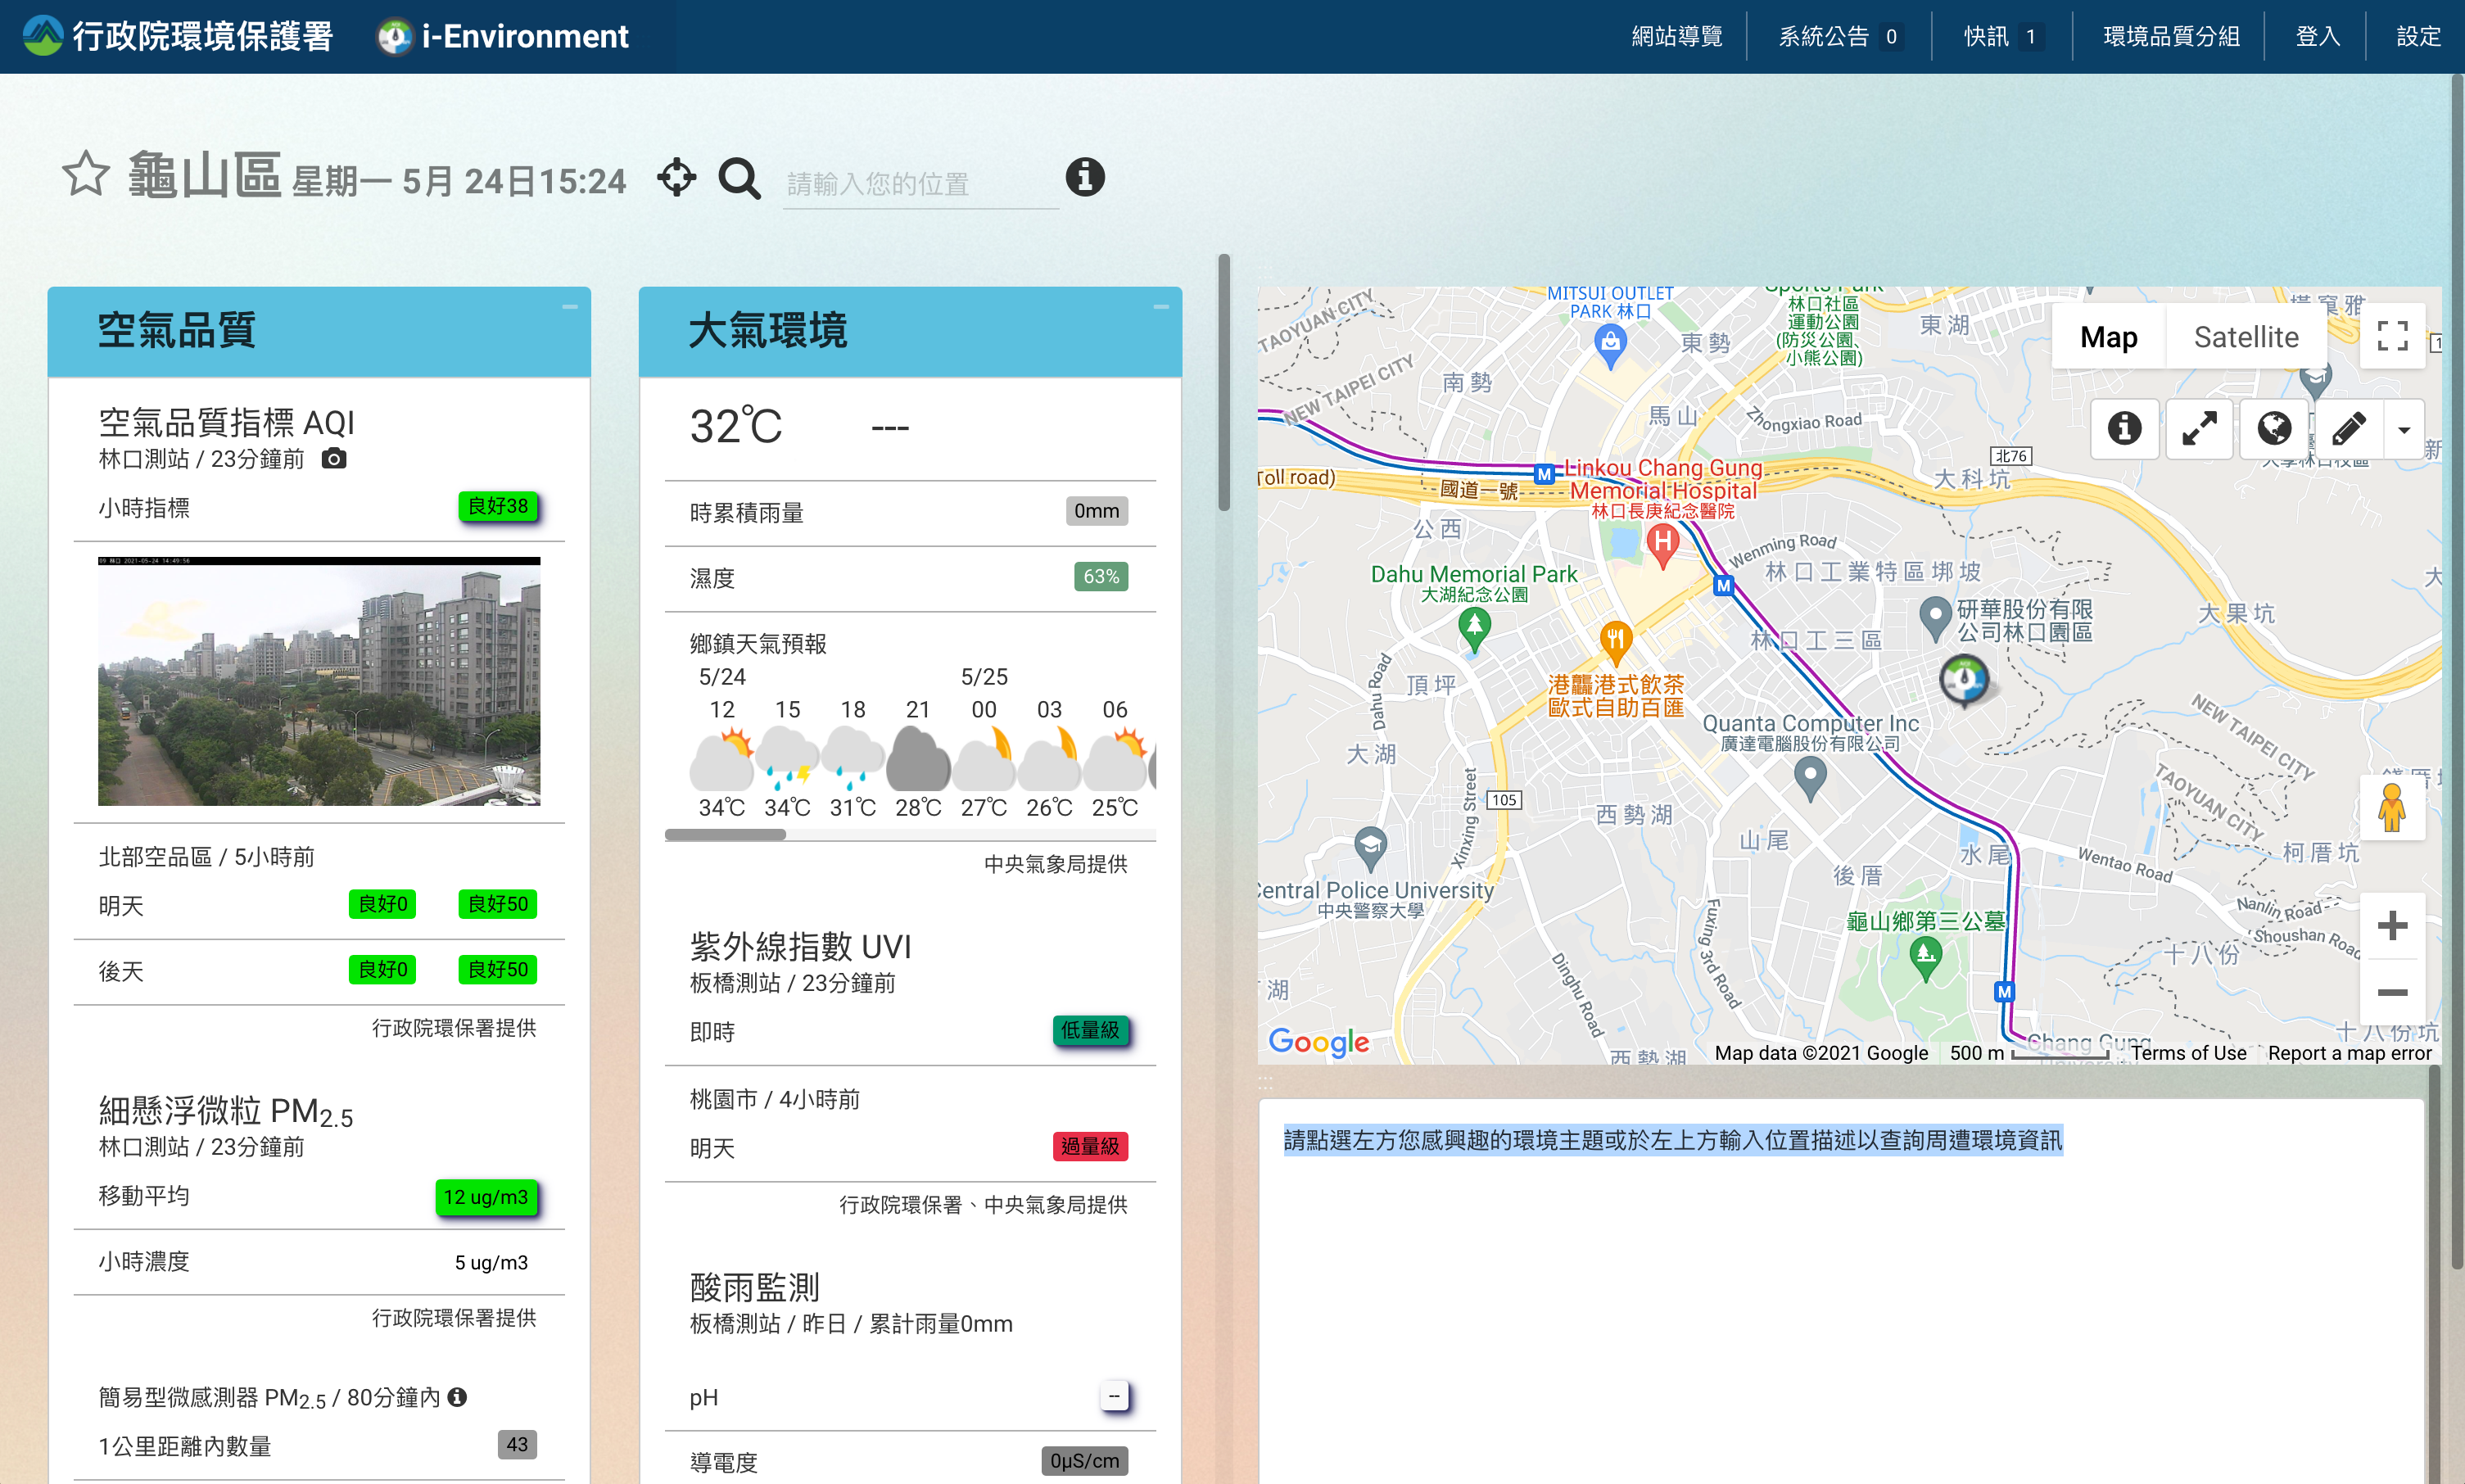 行政院環境保護署 i-Environment
網站導覽 系統公告 0 快訊 1 環境品質分組 登入 設定
龜山區 星期一 5月 24日15:24 請輸入您的位置
空氣品質
空氣品質指標 AQI
林口測站 / 23分鐘前
小時指標 良好38
09 林口 2021-05-24 14:49:56
北部空品區 / 5小時前
明天 良好0 良好50
後天 良好0 良好50
行政院環保署提供
細懸浮微粒 PM2.5
林口測站 / 23分鐘前
移動平均 12 ug/m3
小時濃度 5 ug/m3
行政院環保署提供
簡易型微感測器 PM2.5 / 80分鐘內
1公里距離內數量 43
大氣環境
32℃ ---
時累積雨量 0mm
濕度 63%
鄉鎮天氣預報
5/24 5/25
12 15 18 21 00 03 06
34℃ 34℃ 31℃ 28℃ 27℃ 26℃ 25℃
中央氣象局提供
紫外線指數 UVI
板橋測站 / 23分鐘前
即時 低量級
桃園市 / 4小時前
明天 過量級
行政院環保署、中央氣象局提供
酸雨監測
板橋測站 / 昨日 / 累計雨量0mm
pH --
導電度 0μS/cm
MITSUI OUTLET
PARK 林口
林口社區
運動公園
(防災公園、
小熊公園)
東湖
Map Satellite
TAOYUAN CITY
NEW TAIPEI CITY
南勢
東勢
馬山
Zhongxiao Road
北76
大科坑
Toll road)
國道一號
Linkou Chang Gung
Memorial Hospital
林口長庚紀念醫院
公西
Wenming Road
林口工業特區坶坡
Dahu Memorial Park
大湖紀念公園
研華股份有限
公司林口園區
大果坑
林口工三區
Dahu Road
頂坪
港龘港式飲茶
歐式自助百匯
Quanta Computer Inc
廣達電腦股份有限公司
大湖
NEW TAIPEI CITY
TAOYUAN CITY
Xinxing Street
105
西勢湖
山尾
水尾
後厝
柯厝坑
Wentao Road
Central Police University
中央警察大學
龜山鄉第三公墓
Nanlin Road
Shoushan Road
Fuxing 3rd Road
Dinghu Road
十八份
湖
十八份坑
西勢湖
Chang Gung
Google
Map data ©2021 Google 500 m Terms of Use Report a map error
請點選左方您感興趣的環境主題或於左上方輸入位置描述以查詢周遭環境資訊